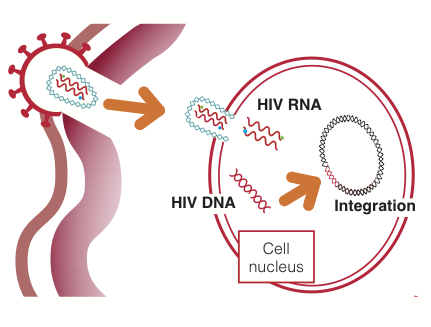 HIV RNA
HIV DNA
Integration
Cell
nucleus